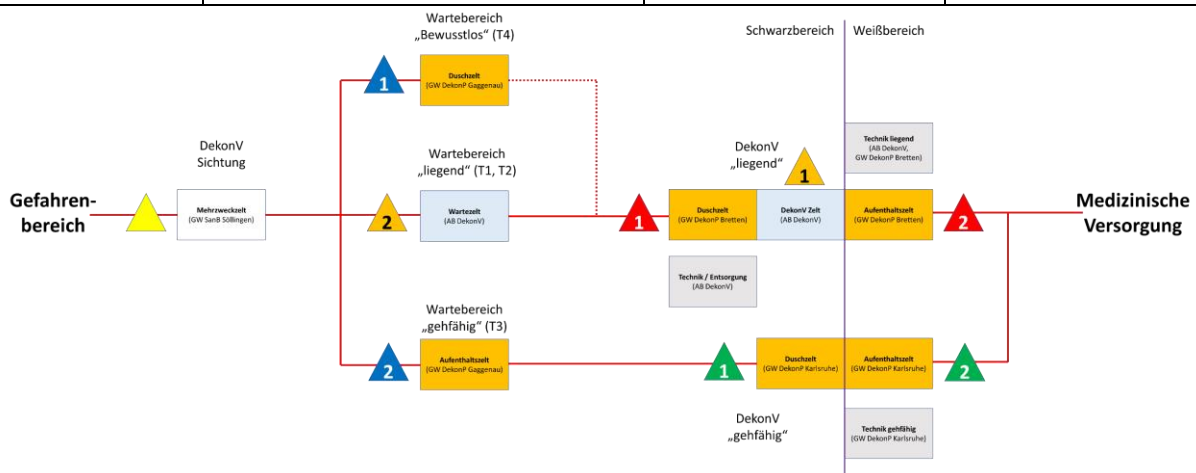 Wartebereich
„Bewusstlos“ (T4)
Schwarzbereich
Weißbereich
1
Duschzelt
(GW DekonP Gaggenau)
DekonV
Sichtung
Wartebereich
„liegend“ (T1, T2)
DekonV
„liegend“
1
Technik liegend
(AB DekonV,
GW DekonP Bretten)
Gefahren-
bereich
Mehrzweckzelt
(GW SanB Söllingen)
2
Wartezelt
(AB DekonV)
1
Duschzelt
(GW DekonP Bretten)
DekonV Zelt
(AB DekonV)
Aufenthaltszelt
(GW DekonP Bretten)
2
Medizinische
Versorgung
Technik / Entsorgung
(AB DekonV)
Wartebereich
„gehfähig“ (T3)
2
Aufenthaltszelt
(GW DekonP Gaggenau)
1
Duschzelt
(GW DekonP Karlsruhe)
Aufenthaltszelt
(GW DekonP Karlsruhe)
2
DekonV
„gehfähig“
Technik gehfähig
(GW DekonP Karlsruhe)